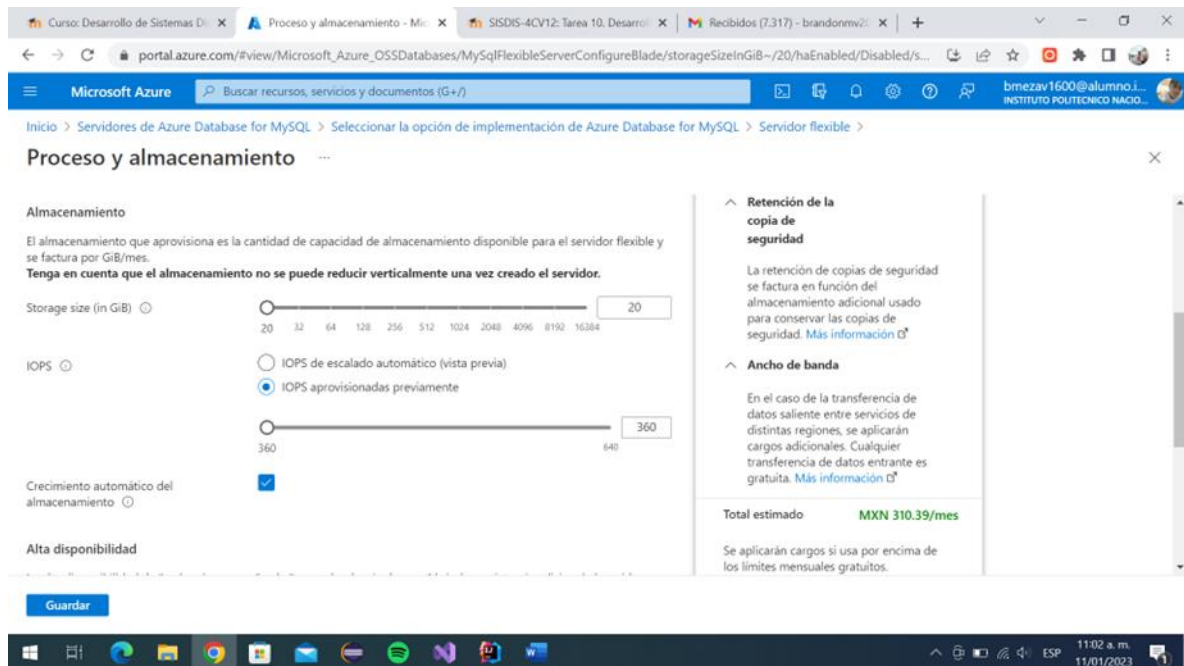 Curso: Desarrollo de Sistemas Di
Proceso y almacenamiento - Mic
SISDIS-4CV12: Tarea 10. Desarrol
Recibidos (7.317) - brandonmv20
portal.azure.com/#view/Microsoft_Azure_OSSDatabases/MySqlFlexibleServerConfigureBlade/storageSizeInGiB~/20/haEnabled/Disabled/s...
Microsoft Azure
Buscar recursos, servicios y documentos (G+/)
bmezav1600@alumno.i...
INSTITUTO POLITECNICO NACIO...
Inicio > Servidores de Azure Database for MySQL > Seleccionar la opción de implementación de Azure Database for MySQL > Servidor flexible >
Proceso y almacenamiento ...
Almacenamiento
El almacenamiento que aprovisiona es la cantidad de capacidad de almacenamiento disponible para el servidor flexible y
se factura por GiB/mes.
Tenga en cuenta que el almacenamiento no se puede reducir verticalmente una vez creado el servidor.
Storage size (in GiB)
20
20 32 64 128 256 512 1024 2048 4096 8192 16384
IOPS
IOPS de escalado automático (vista previa)
IOPS aprovisionadas previamente
360
360 640
Crecimiento automático del
almacenamiento
Alta disponibilidad
Retención de la
copia de
seguridad
La retención de copias de seguridad
se factura en función del
almacenamiento adicional usado
para conservar las copias de
seguridad. Más información
Ancho de banda
En el caso de la transferencia de
datos saliente entre servicios de
distintas regiones, se aplicarán
cargos adicionales. Cualquier
transferencia de datos entrante es
gratuita. Más información
Total estimado MXN 310.39/mes
Se aplicarán cargos si usa por encima de
los límites mensuales gratuitos.
Guardar
ESP
11:02 a. m.
11/01/2023